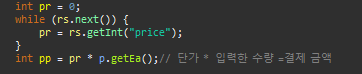 int pr = 0;
while (rs.next()) {
pr = rs.getInt("price");
}
int pp = pr * p.getEa();// 단가 * 입력한 수량 =결제 금액